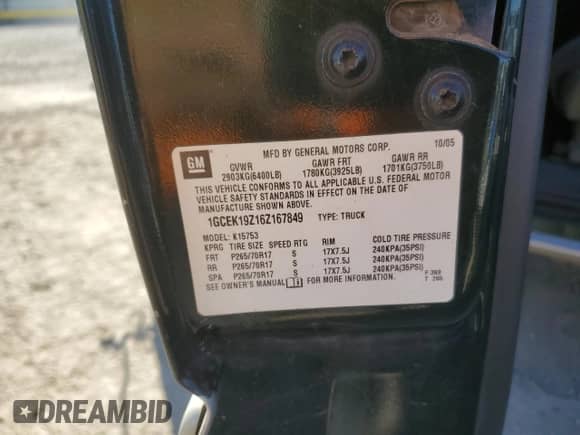 GM
MFD BY GENERAL MOTORS CORP. 10/05
GVWR GAWR FRT GAWR RR
2903KG(6400LB) 1780KG(3925LB) 1701KG(3750LB)
THIS VEHICLE CONFORMS TO ALL APPLICABLE U.S. FEDERAL MOTOR
VEHICLE SAFETY STANDARDS IN EFFECT ON THE DATE OF
MANUFACTURE SHOWN ABOVE.
1GCEK19Z16Z167849 TYPE: TRUCK
MODEL: K15753
KPRG TIRE SIZE SPEED RTG RIM COLD TIRE PRESSURE
FRT P265/70R17 S 17X7.5J 240KPA(35PSI)
RR P265/70R17 S 17X7.5J 240KPA(35PSI)
SPA P265/70R17 S 17X7.5J 240KPA(35PSI)
SEE OWNER'S MANUAL FOR MORE INFORMATION.
DREAMBID